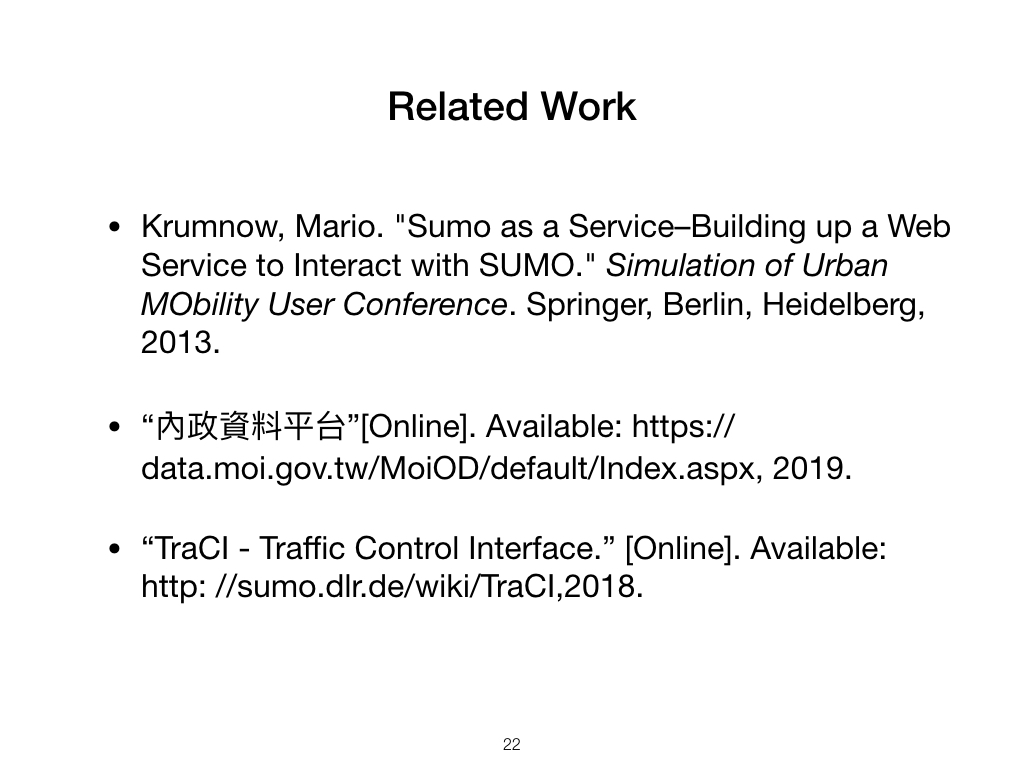 Related Work
• Krumnow, Mario. "Sumo as a Service–Building up a Web
Service to Interact with SUMO." Simulation of Urban
MObility User Conference. Springer, Berlin, Heidelberg,
2013.
• “內政資料平台”[Online]. Available: https://
data.moi.gov.tw/MoiOD/default/Index.aspx, 2019.
• “TraCI - Traffic Control Interface.” [Online]. Available:
http: //sumo.dlr.de/wiki/TraCI,2018.
22